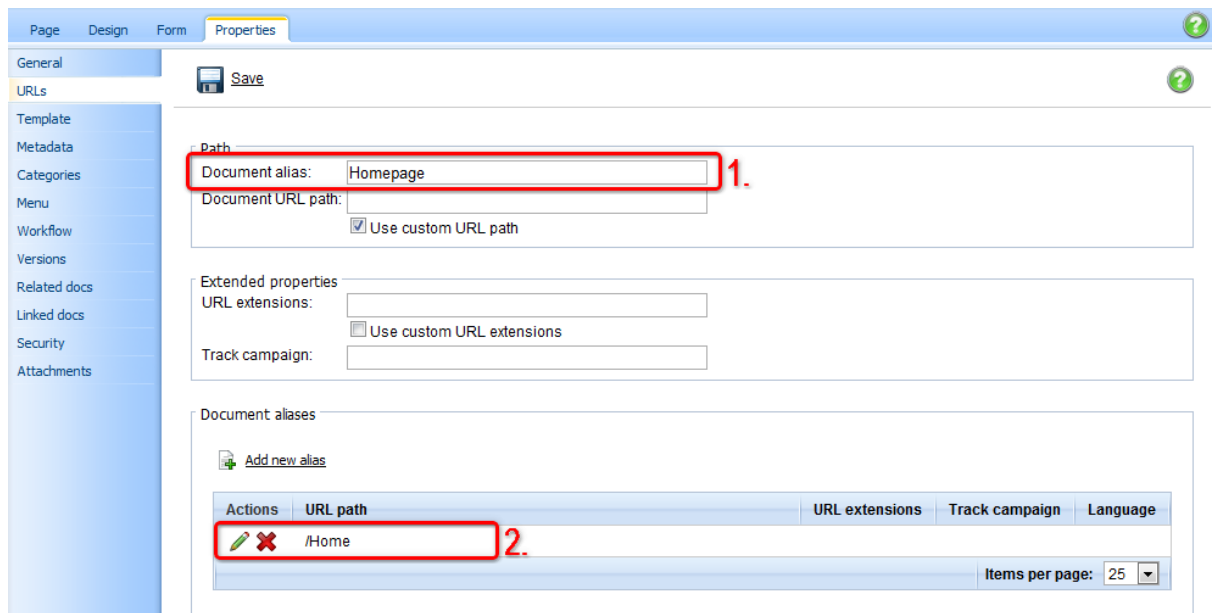 Page Design Form Properties
General
URLs
Template
Metadata
Categories
Menu
Workflow
Versions
Related docs
Linked docs
Security
Attachments
Save
Path
Document alias: Homepage 1.
Document URL path:
Use custom URL path
Extended properties
URL extensions:
Use custom URL extensions
Track campaign:
Document aliases
Add new alias
Actions URL path URL extensions Track campaign Language
/Home 2.
Items per page: 25